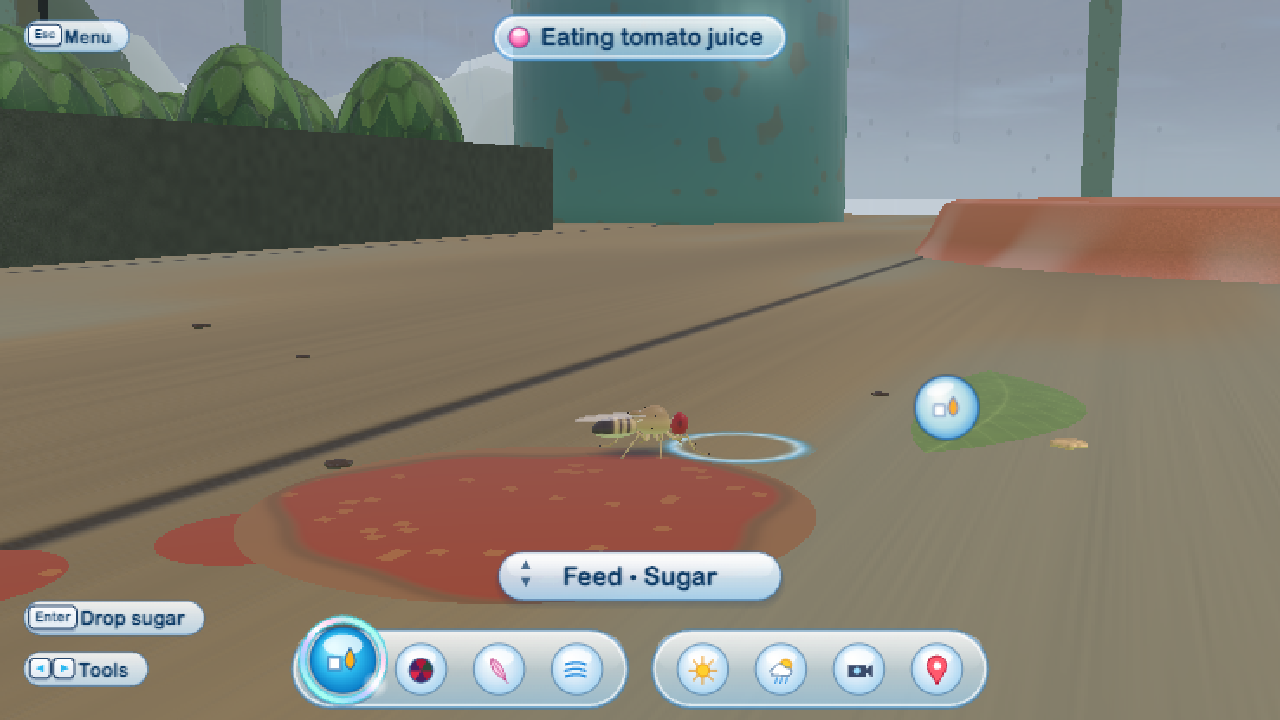 Esc Menu
Eating tomato juice
Feed • Sugar
Enter Drop sugar
Tools